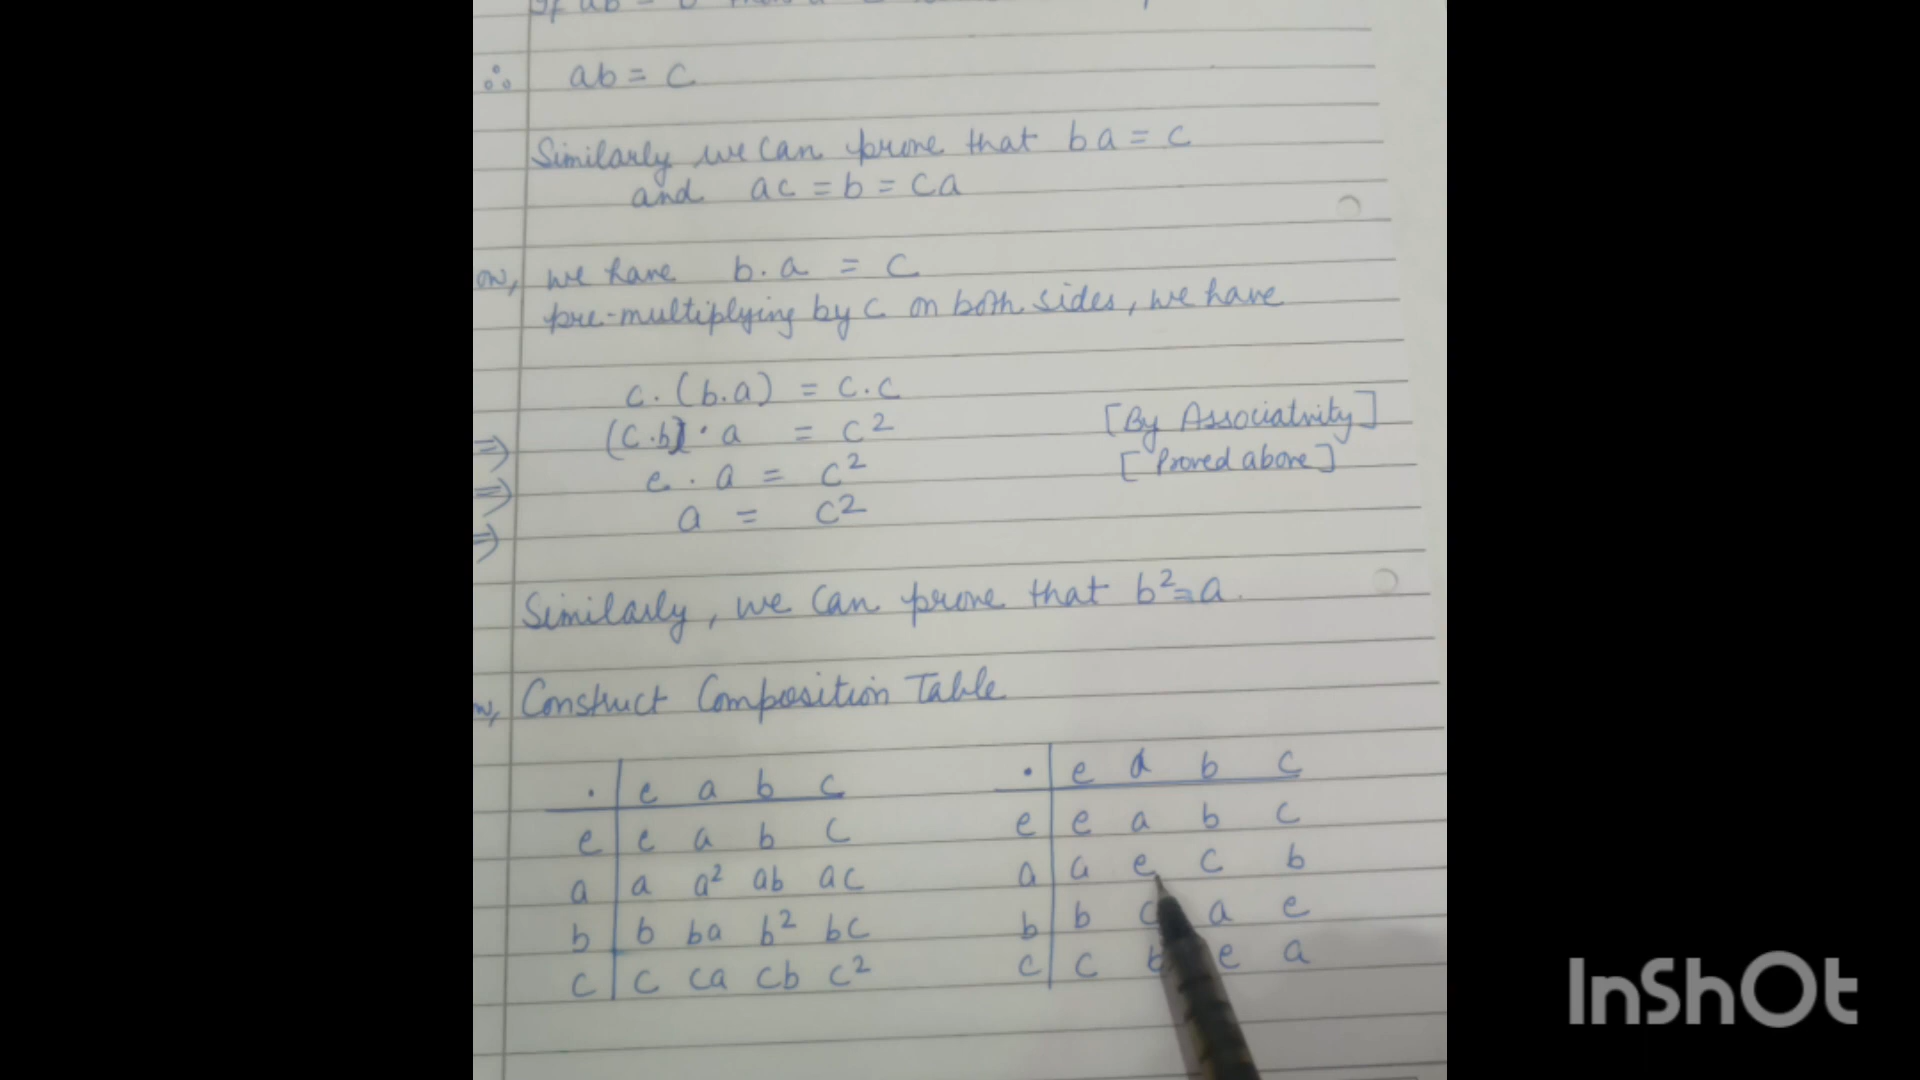 ab = c
∴ ab = c
Similarly we can prove that ba = c
and ac = b = ca
we have b.a = c
pre-multiplying by c on both sides, we have
c.(b.a) = c.c
⇒ (c.b).a = c² [By Associativity]
⇒ e.a = c² [Proved above]
⇒ a = c²
Similarly, we can prove that b²=a.
Construct Composition Table
. e a b c
e e a b c
a a a² ab ac
b b ba b² bc
c c ca cb c²
. e a b c
e e a b c
a a e c b
b b c a e
c c b e a
InShOt